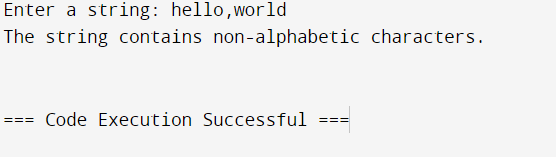 Enter a string: hello,world
The string contains non-alphabetic characters.
=== Code Execution Successful ===